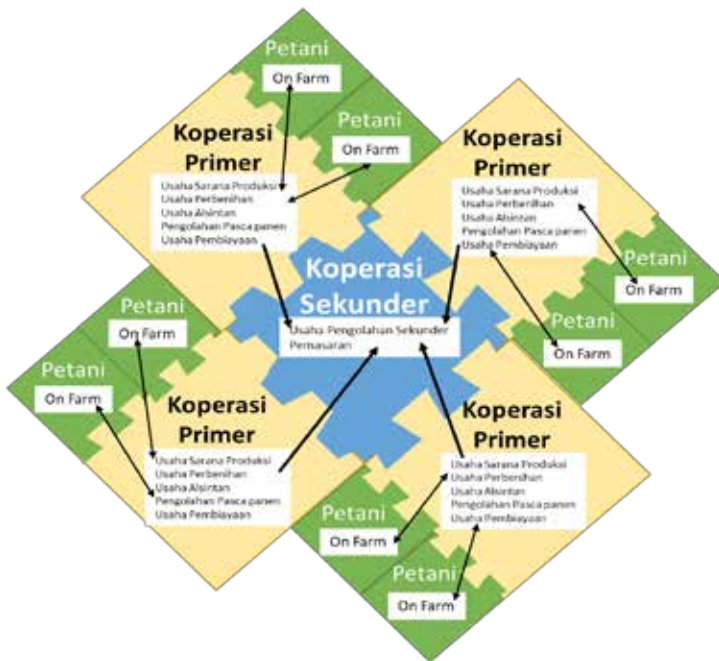 Petani
On Farm
Petani
On Farm
Koperasi
Primer
Usaha Sarana Produksi
Usaha Perbenihan
Usaha Alsintan
Pengolahan Pasca panen
Usaha Pembiayaan
Koperasi
Primer
Usaha Sarana Produksi
Usaha Perbenihan
Usaha Alsintan
Pengolahan Pasca panen
Usaha Pembiayaan
Petani
On Farm
Petani
On Farm
Koperasi
Sekunder
Usaha Pengolahan Sekunder
Pemasaran
Petani
On Farm
Petani
On Farm
Koperasi
Primer
Usaha Sarana Produksi
Usaha Perbenihan
Usaha Alsintan
Pengolahan Pasca panen
Usaha Pembiayaan
Koperasi
Primer
Usaha Sarana Produksi
Usaha Perbenihan
Usaha Alsintan
Pengolahan Pasca panen
Usaha Pembiayaan
Petani
On Farm
Petani
On Farm